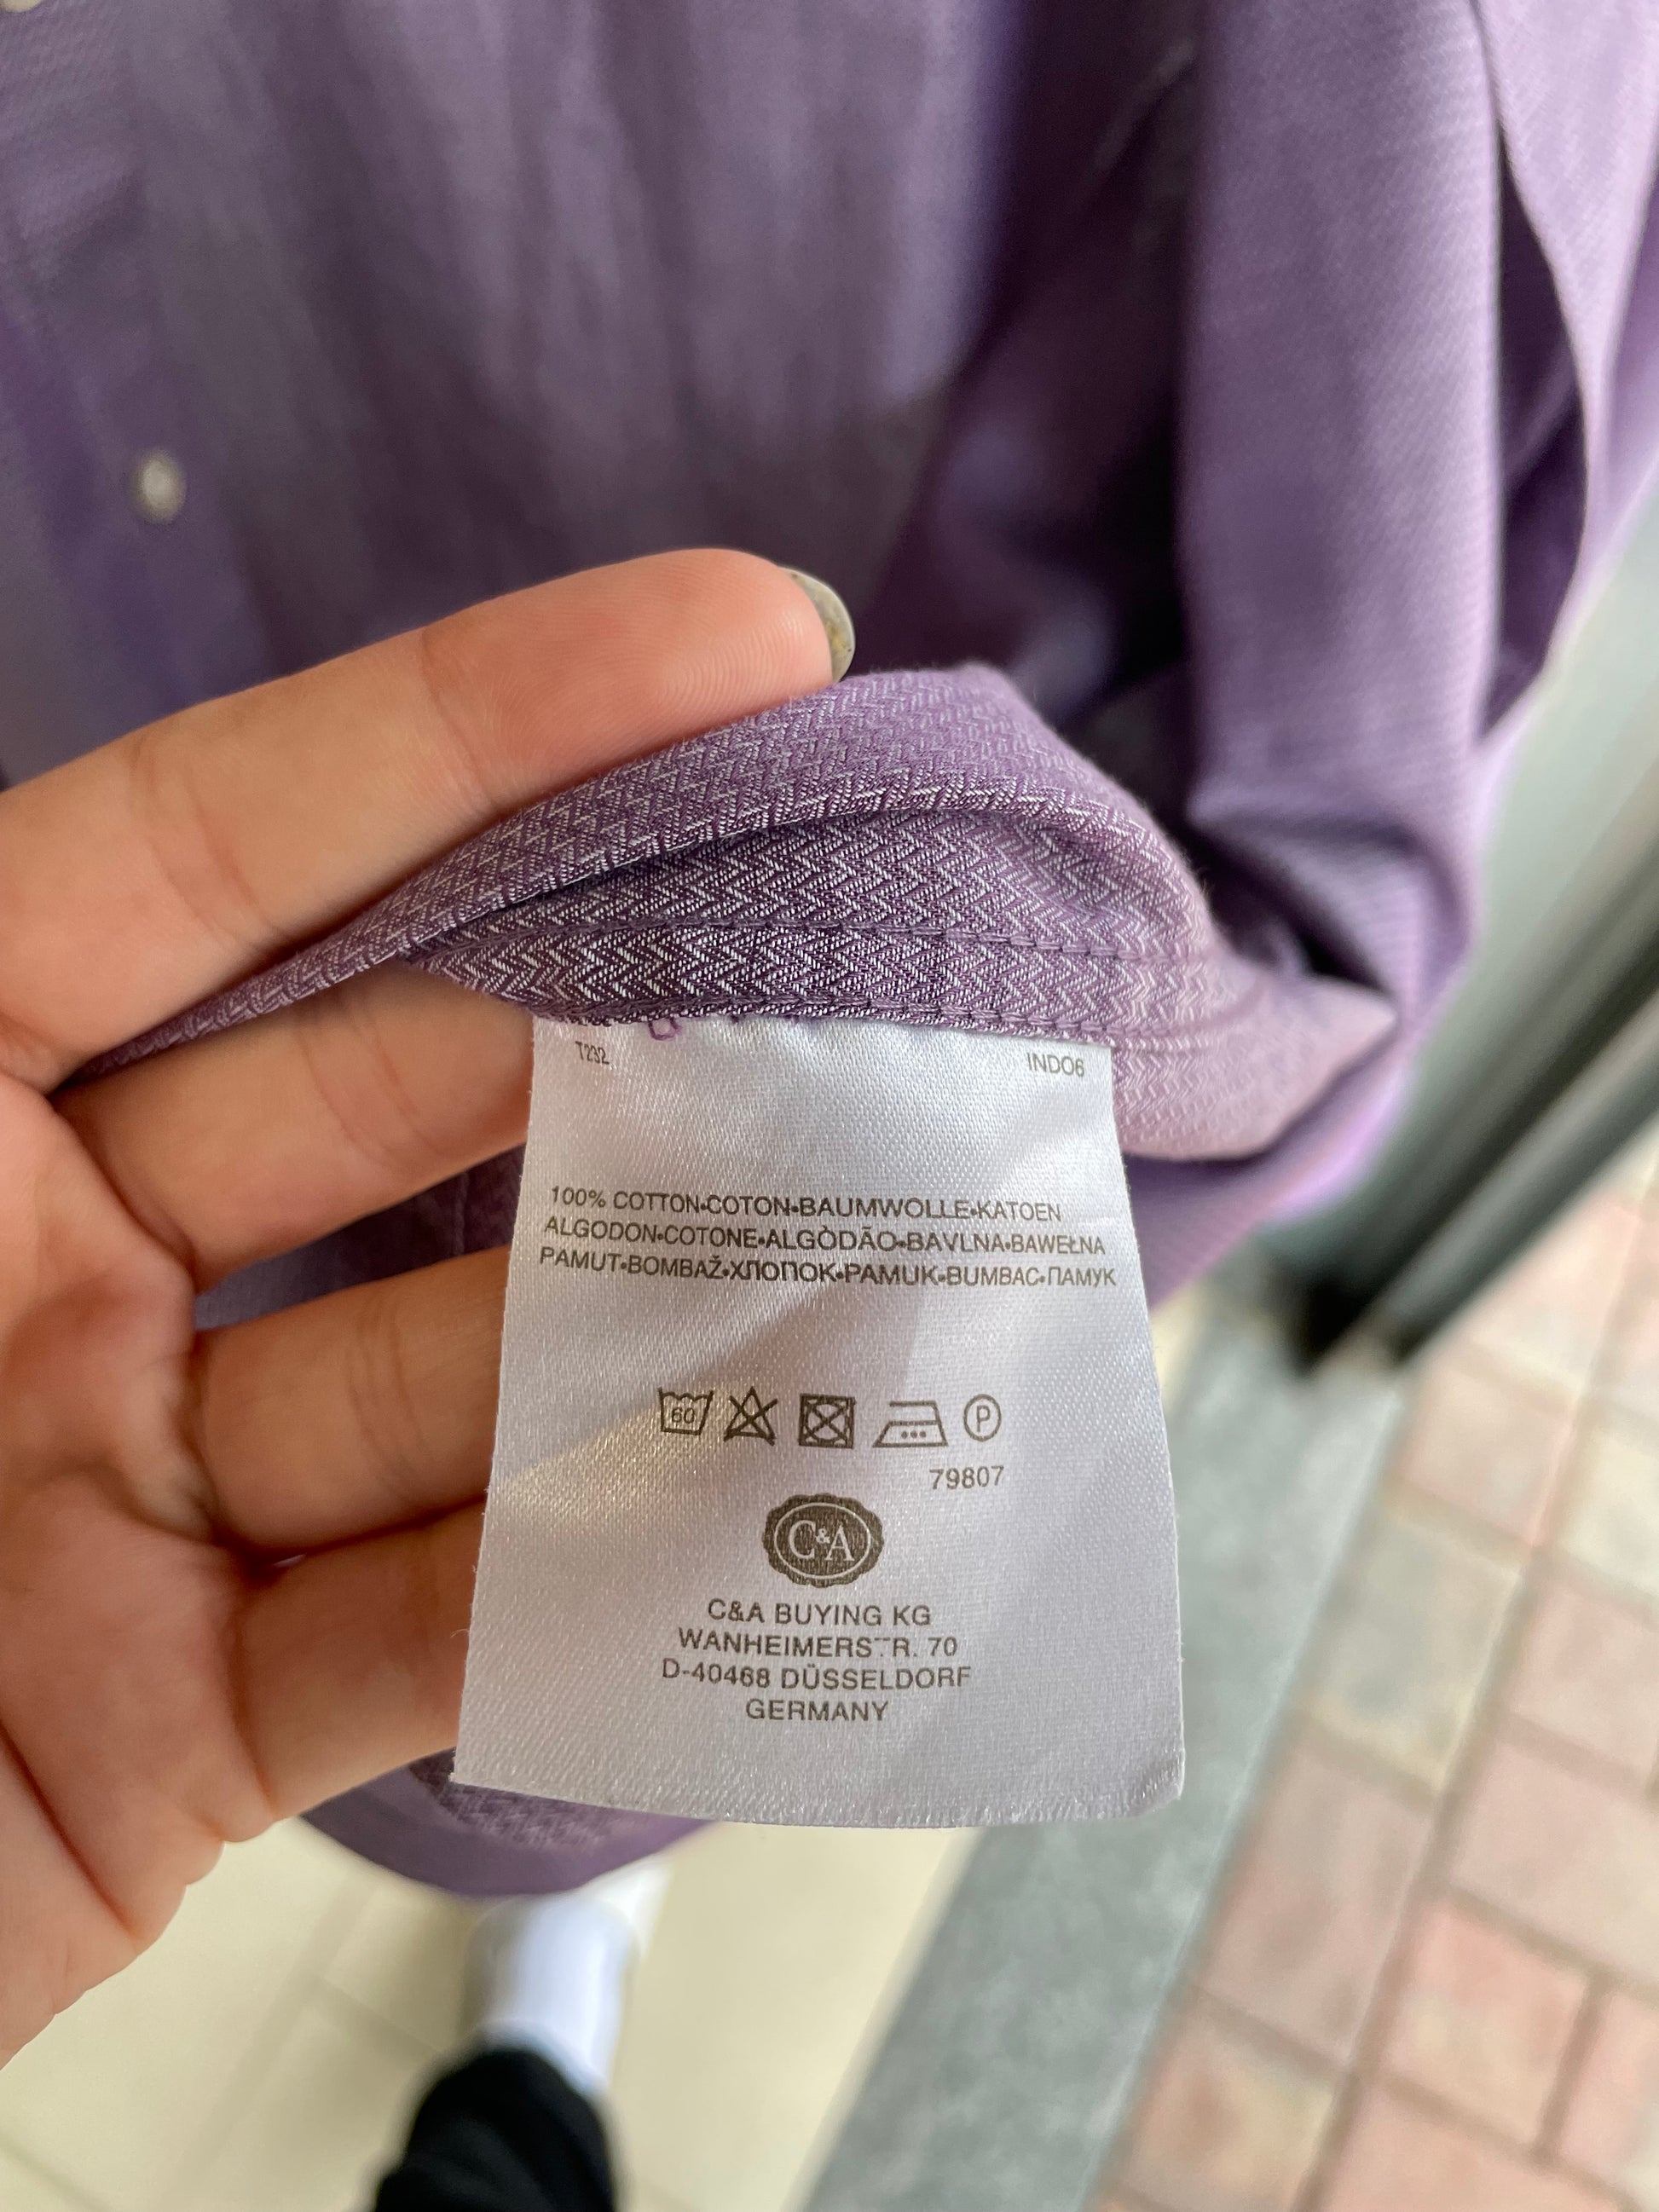 T232 INDO6
100% COTTON•COTON•BAUMWOLLE•KATOEN
ALGODON•COTONE•ALGÒDÃO•BAVLNA•BAWEŁNA
PAMUT•BOMBAŽ•ХЛОПОК•PAMUK•BUMBAC•ПАМУК
60 P
79807
C&A
C&A BUYING KG
WANHEIMERSTR. 70
D-40468 DÜSSELDORF
GERMANY